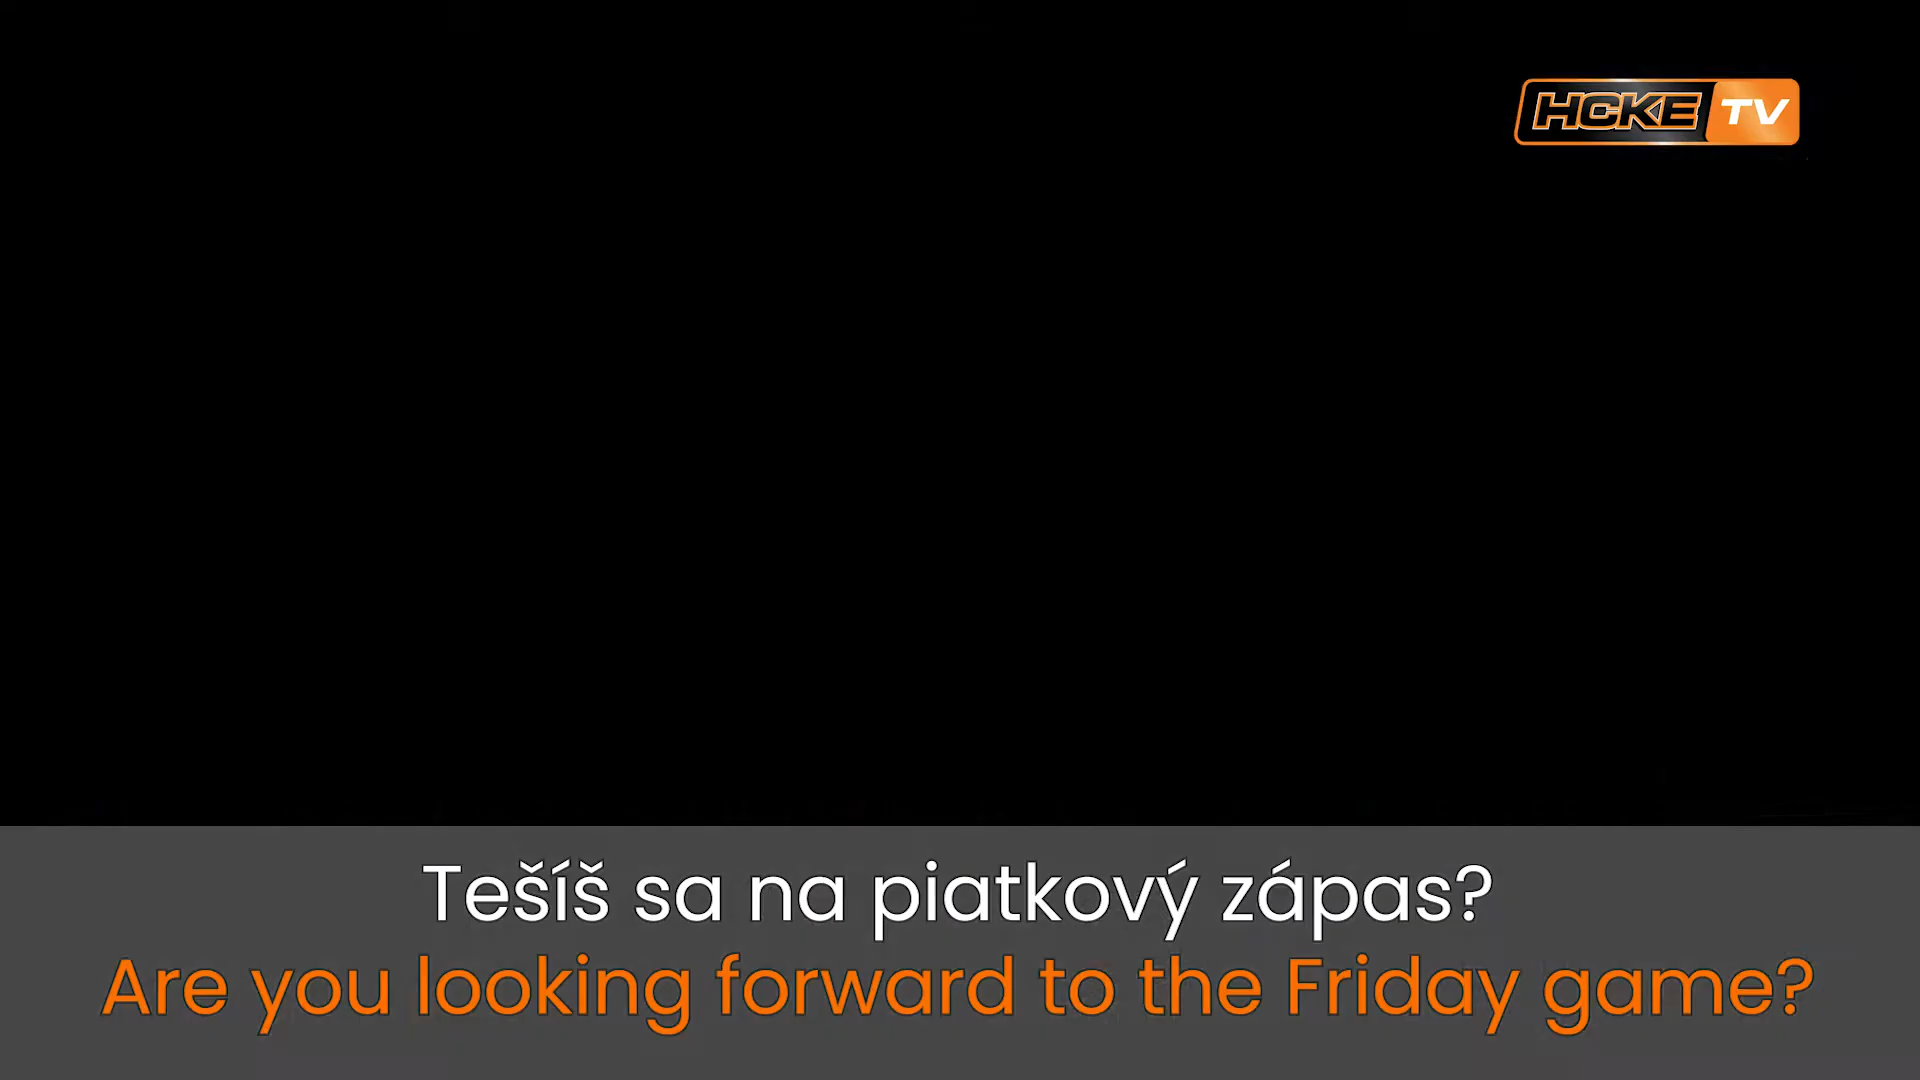 HCKE TV
Tešíš sa na piatkový zápas?
Are you looking forward to the Friday game?